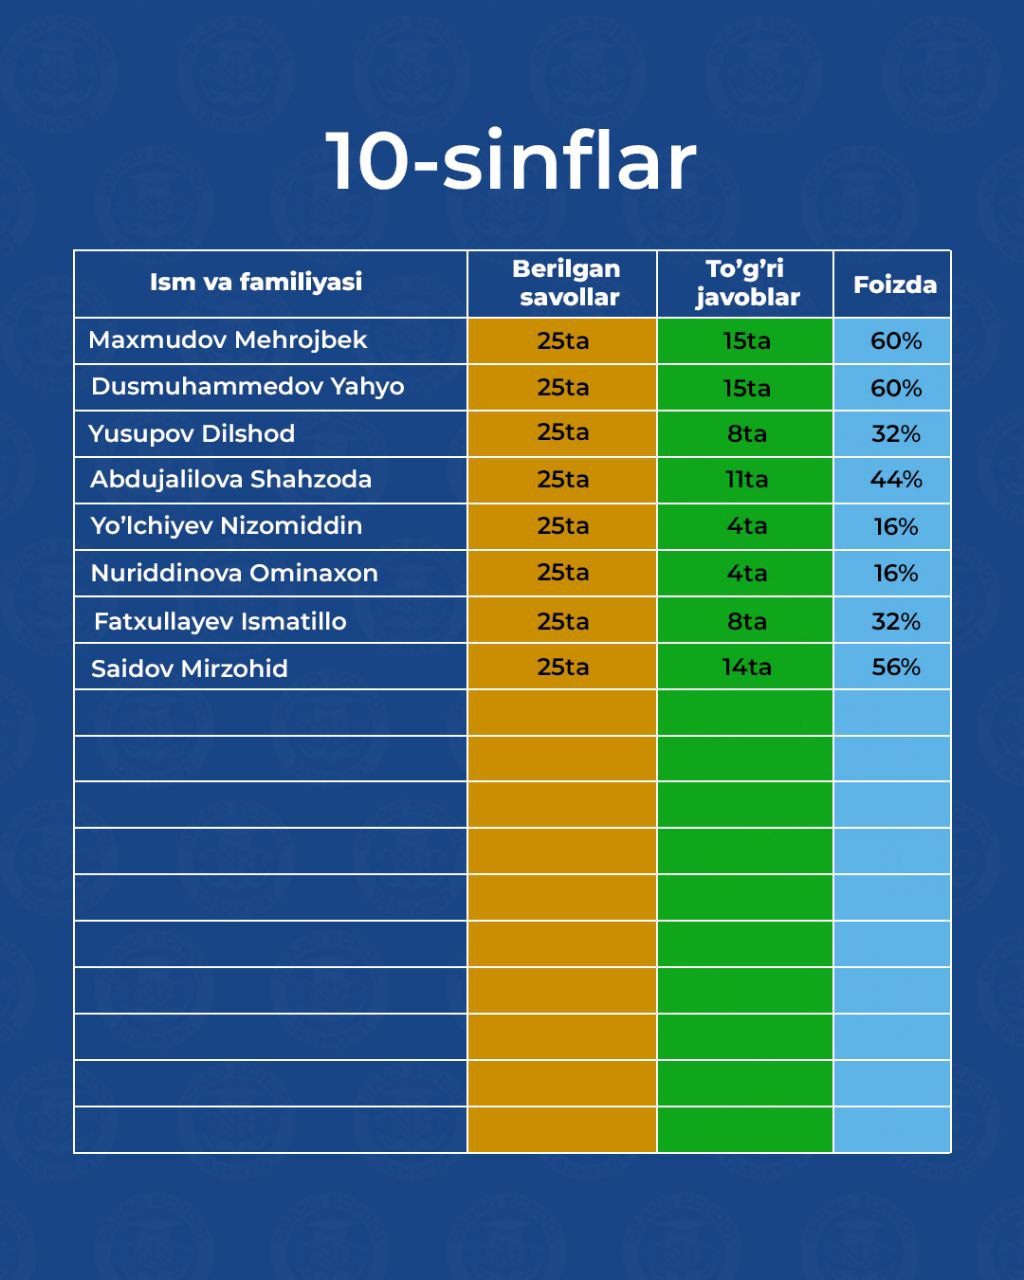 10-sinflar
Ism va familiyasi
Berilgan savollar
To’g’ri javoblar
Foizda
Maxmudov Mehrojbek 25ta 15ta 60%
Dusmuhammedov Yahyo 25ta 15ta 60%
Yusupov Dilshod 25ta 8ta 32%
Abdujalilova Shahzoda 25ta 11ta 44%
Yo’lchiyev Nizomiddin 25ta 4ta 16%
Nuriddinova Ominaxon 25ta 4ta 16%
Fatxullayev Ismatillo 25ta 8ta 32%
Saidov Mirzohid 25ta 14ta 56%